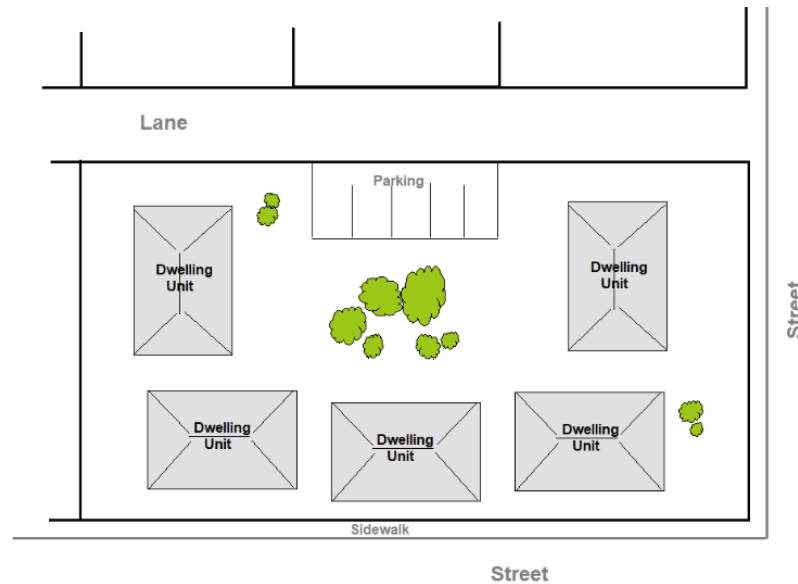 Lane
Parking
Dwelling
Unit
Dwelling
Unit
Street
Dwelling
Unit
Dwelling
Unit
Dwelling
Unit
Sidewalk
Street